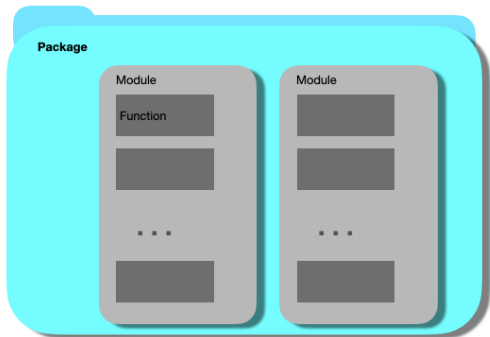 Package
Module
Module
Function
. . .
. . .